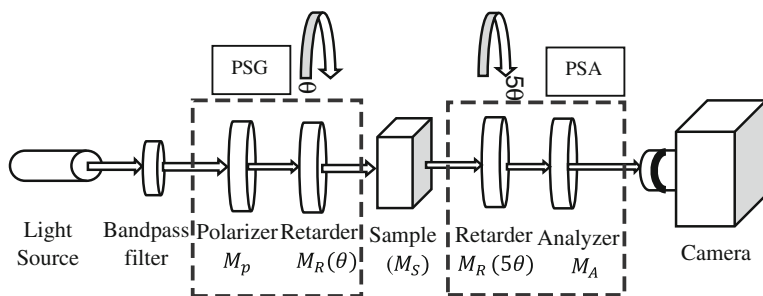 PSG
θ
5θ
PSA
Light
Source
Bandpass
filter
Polarizer
M_p
Retarder
M_R(θ)
Sample
(M_S)
Retarder
M_R(5θ)
Analyzer
M_A
Camera